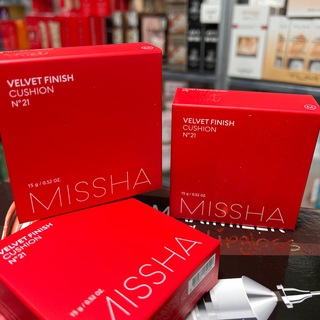 VELVET FINISH
CUSHION
N°21
15 g / 0.52 OZ.
MISSHA
VELVET FINISH
CUSHION
N°21
15 g / 0.52 OZ.
MISSHA
VELVET FINISH
CUSHION
N°21
15 g / 0.52 OZ.
MISSHA